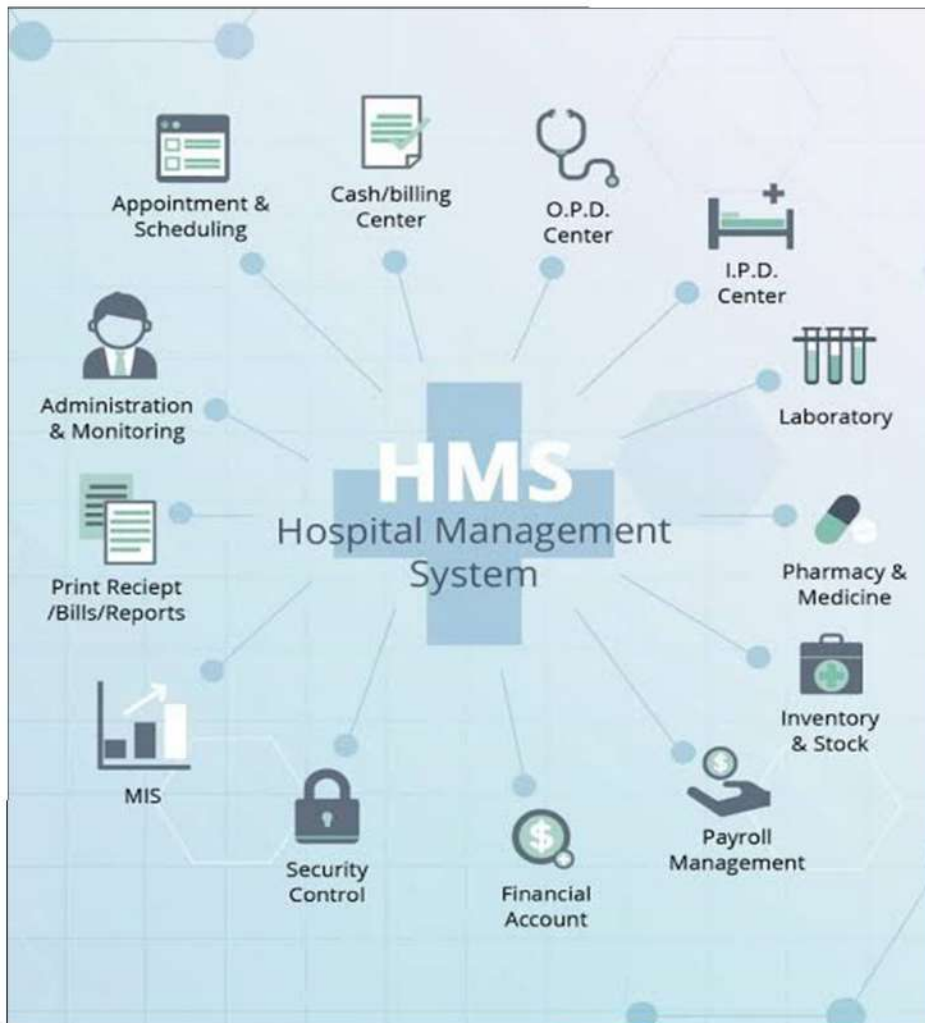 Appointment &
Scheduling
Cash/billing
Center
O.P.D.
Center
I.P.D.
Center
Administration
& Monitoring
Laboratory
HMS
Hospital Management
System
Print Reciept
/Bills/Reports
Pharmacy &
Medicine
Inventory
& Stock
MIS
Security
Control
Financial
Account
Payroll
Management